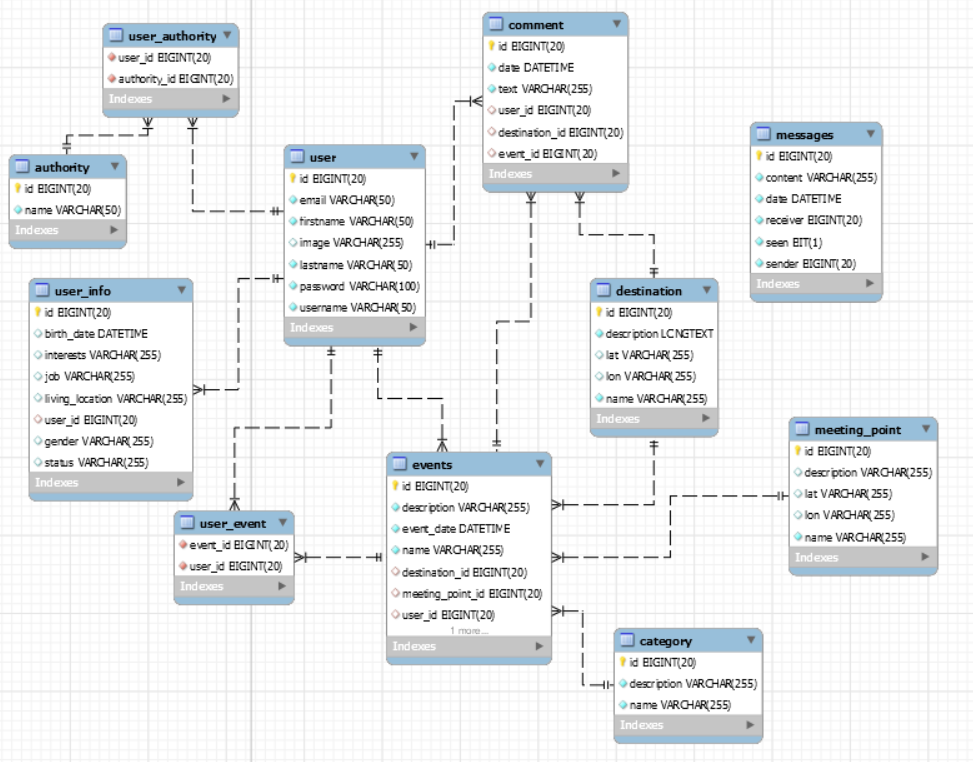 user_authority
user_id BIGINT(20)
authority_id BIGINT(20)
Indexes
authority
id BIGINT(20)
name VARCHAR(50)
Indexes
user
id BIGINT(20)
email VARCHAR(50)
firstname VARCHAR(50)
image VARCHAR(255)
lastname VARCHAR(50)
password VARCHAR(100)
username VARCHAR(50)
Indexes
comment
id BIGINT(20)
date DATETIME
text VARCHAR(255)
user_id BIGINT(20)
destination_id BIGINT(20)
event_id BIGINT(20)
Indexes
messages
id BIGINT(20)
content VARCHAR(255)
date DATETIME
receiver BIGINT(20)
seen BIT(1)
sender BIGINT(20)
Indexes
user_info
id BIGINT(20)
birth_date DATETIME
interests VARCHAR(255)
job VARCHAR(255)
living_location VARCHAR(255)
user_id BIGINT(20)
gender VARCHAR(255)
status VARCHAR(255)
Indexes
destination
id BIGINT(20)
description LONGTEXT
lat VARCHAR(255)
lon VARCHAR(255)
name VARCHAR(255)
Indexes
meeting_point
id BIGINT(20)
description VARCHAR(255)
lat VARCHAR(255)
lon VARCHAR(255)
name VARCHAR(255)
Indexes
user_event
event_id BIGINT(20)
user_id BIGINT(20)
Indexes
events
id BIGINT(20)
description VARCHAR(255)
event_date DATETIME
name VARCHAR(255)
destination_id BIGINT(20)
meeting_point_id BIGINT(20)
user_id BIGINT(20)
1 more...
Indexes
category
id BIGINT(20)
description VARCHAR(255)
name VARCHAR(255)
Indexes